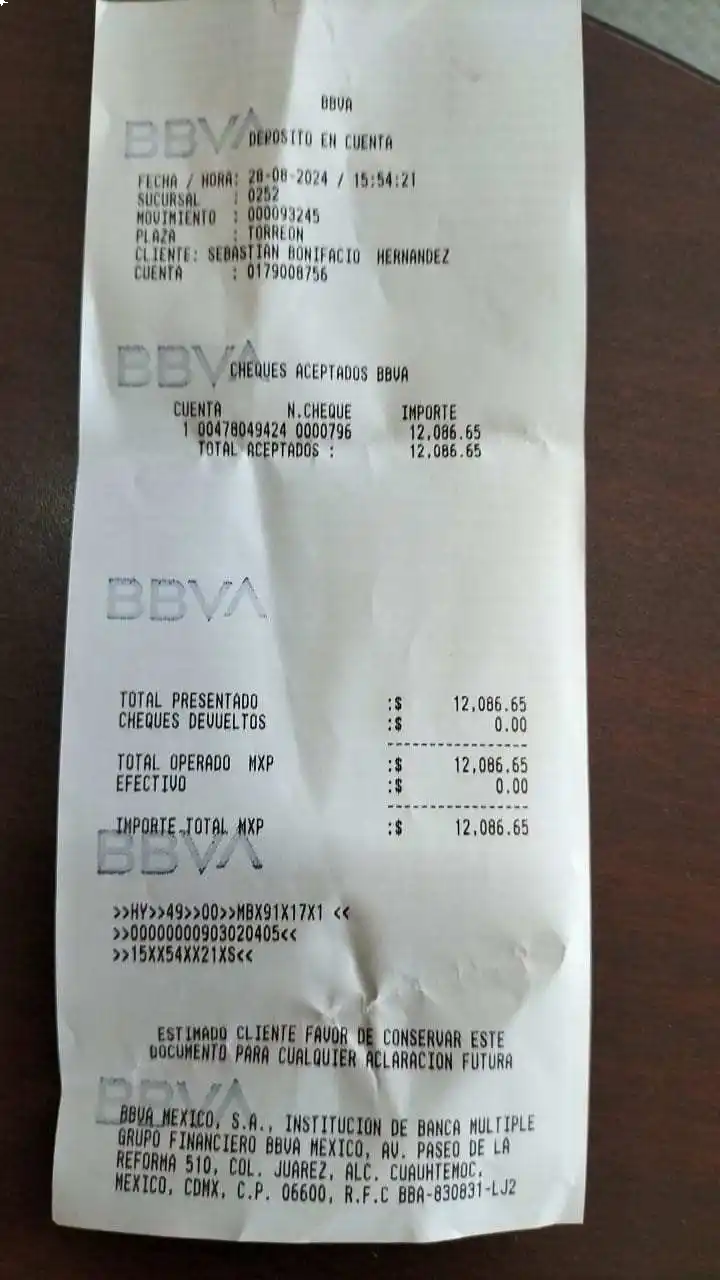 BBVA
BBVA DEPOSITO EN CUENTA
FECHA / HORA: 28-08-2024 / 15:54:21
SUCURSAL : 0252
MOVIMIENTO : 000093245
PLAZA : TORREON
CLIENTE: SEBASTIAN BONIFACIO HERNANDEZ
CUENTA : 0179008756
BBVA CHEQUES ACEPTADOS BBVA
CUENTA N.CHEQUE IMPORTE
1 00478049424 0000796 12,086.65
TOTAL ACEPTADOS : 12,086.65
BBVA
TOTAL PRESENTADO :$ 12,086.65
CHEQUES DEVUELTOS :$ 0.00
TOTAL OPERADO MXP :$ 12,086.65
EFECTIVO :$ 0.00
IMPORTE TOTAL MXP :$ 12,086.65
BBVA
>>HY>>49>>00>>MBX91X17X1 <<
>>00000000903020405<<
>>15XX54XX21XS<<
ESTIMADO CLIENTE FAVOR DE CONSERVAR ESTE
DOCUMENTO PARA CUALQUIER ACLARACION FUTURA
BBVA
BBVA MEXICO, S.A., INSTITUCION DE BANCA MULTIPLE
GRUPO FINANCIERO BBVA MEXICO, AV. PASEO DE LA
REFORMA 510, COL. JUAREZ, ALC. CUAUHTEMOC,
MEXICO, CDMX, C.P. 06600, R.F.C BBA-830831-LJ2